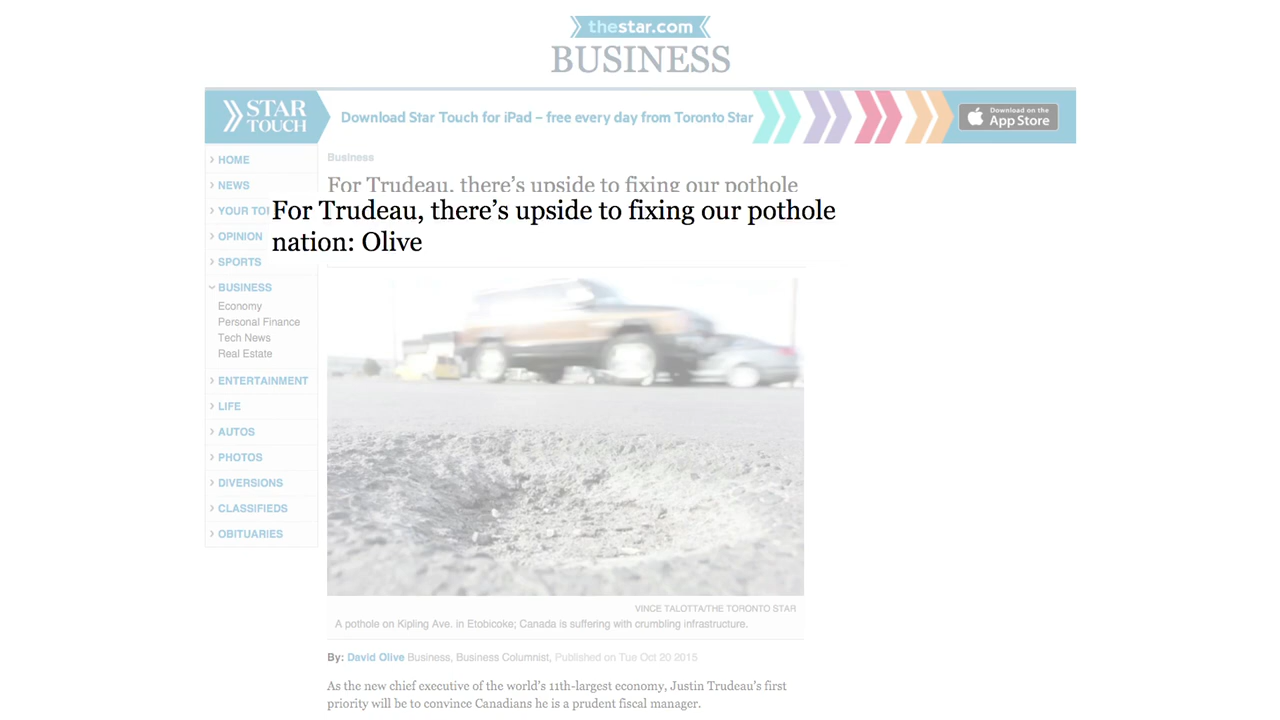 thestar.com
BUSINESS
STAR
TOUCH
Download Star Touch for iPad – free every day from Toronto Star
Download on the
App Store
HOME
NEWS
YOUR
OPINION
SPORTS
BUSINESS
Economy
Personal Finance
Tech News
Real Estate
ENTERTAINMENT
LIFE
AUTOS
PHOTOS
DIVERSIONS
CLASSIFIEDS
OBITUARIES
Business
For Trudeau, there's upside to fixing our pothole
For Trudeau, there's upside to fixing our pothole
nation: Olive
VINCE TALOTTA/THE TORONTO STAR
A pothole on Kipling Ave. in Etobicoke; Canada is suffering with crumbling infrastructure.
By: David Olive Business, Business Columnist, Published on Tue Oct 20 2015
As the new chief executive of the world's 11th-largest economy, Justin Trudeau's first
priority will be to convince Canadians he is a prudent fiscal manager.